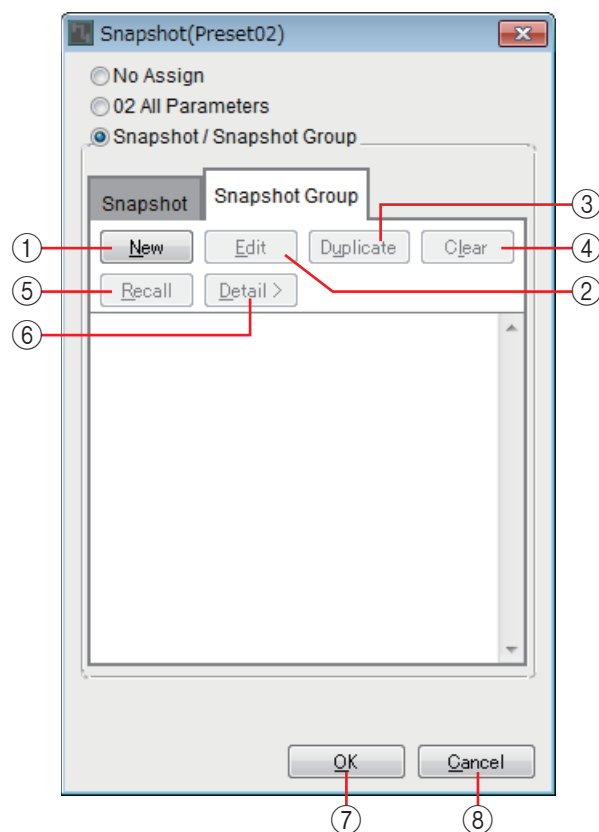 Snapshot(Preset02)
No Assign
02 All Parameters
Snapshot / Snapshot Group
Snapshot
Snapshot Group
③
① New Edit Duplicate Clear ④
⑤ Recall Detail > ②
⑥
OK Cancel
⑦ ⑧